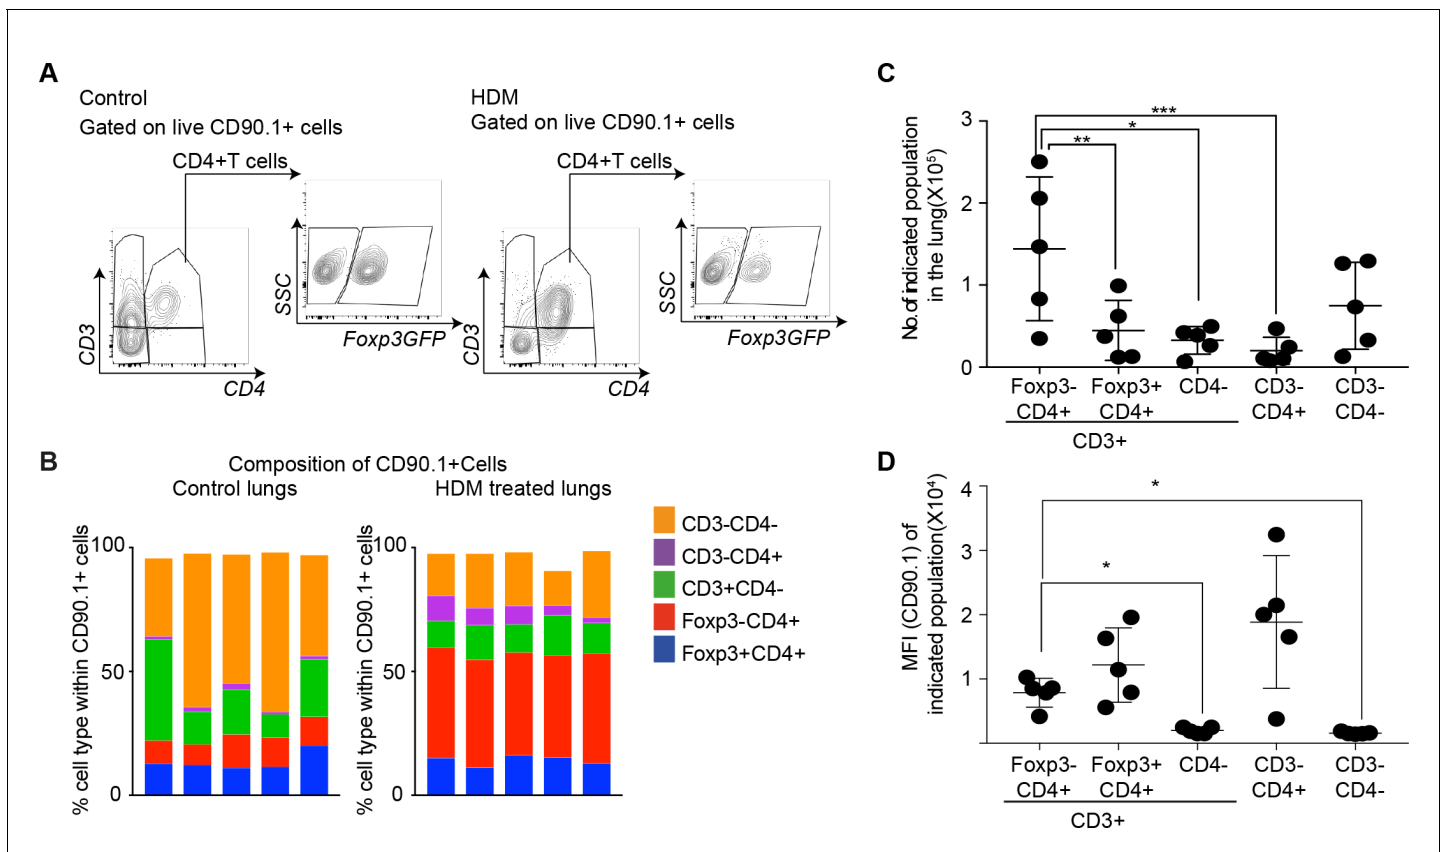 A
Control
Gated on live CD90.1+ cells
CD4+T cells
CD3
CD4
SSC
Foxp3GFP
HDM
Gated on live CD90.1+ cells
CD4+T cells
CD3
CD4
SSC
Foxp3GFP
B
Composition of CD90.1+Cells
Control lungs
HDM treated lungs
% cell type within CD90.1+ cells
100
50
0
% cell type within CD90.1+ cells
100
50
0
CD3-CD4-
CD3-CD4+
CD3+CD4-
Foxp3-CD4+
Foxp3+CD4+
C
No.of indicated population
in the lung(X10⁵)
3
2
1
0
***
*
**
Foxp3-
CD4+
Foxp3+
CD4+
CD4-
CD3-
CD4+
CD3-
CD4-
CD3+
D
MFI (CD90.1) of
indicated population(X10⁴)
4
3
2
1
*
*
Foxp3-
CD4+
Foxp3+
CD4+
CD4-
CD3-
CD4+
CD3-
CD4-
CD3+